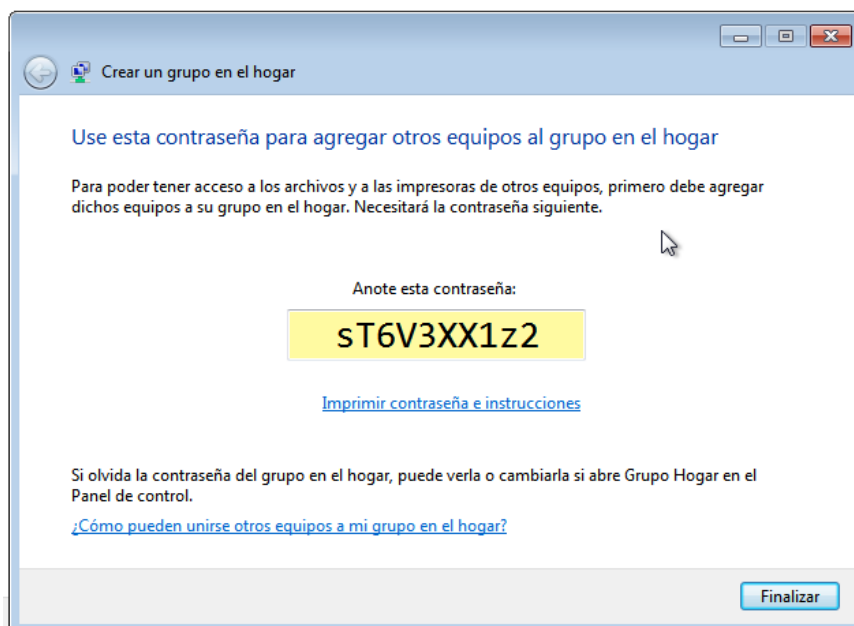 Crear un grupo en el hogar
Use esta contraseña para agregar otros equipos al grupo en el hogar
Para poder tener acceso a los archivos y a las impresoras de otros equipos, primero debe agregar
dichos equipos a su grupo en el hogar. Necesitará la contraseña siguiente.
Anote esta contraseña:
sT6V3XX1z2
Imprimir contraseña e instrucciones
Si olvida la contraseña del grupo en el hogar, puede verla o cambiarla si abre Grupo Hogar en el
Panel de control.
¿Cómo pueden unirse otros equipos a mi grupo en el hogar?
Finalizar